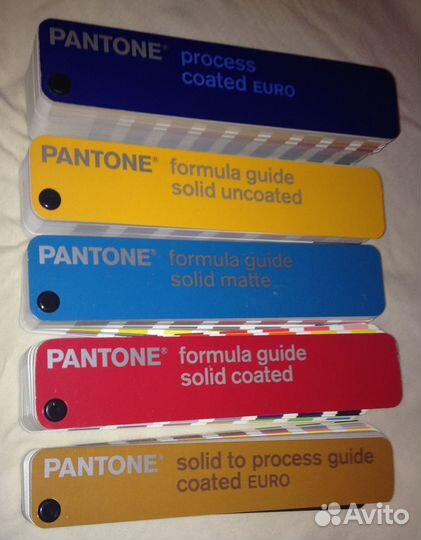 PANTONE® process
coated EURO
PANTONE® formula guide
solid uncoated
PANTONE® formula guide
solid matte
PANTONE® formula guide
solid coated
PANTONE® solid to process guide
coated EURO
Avito